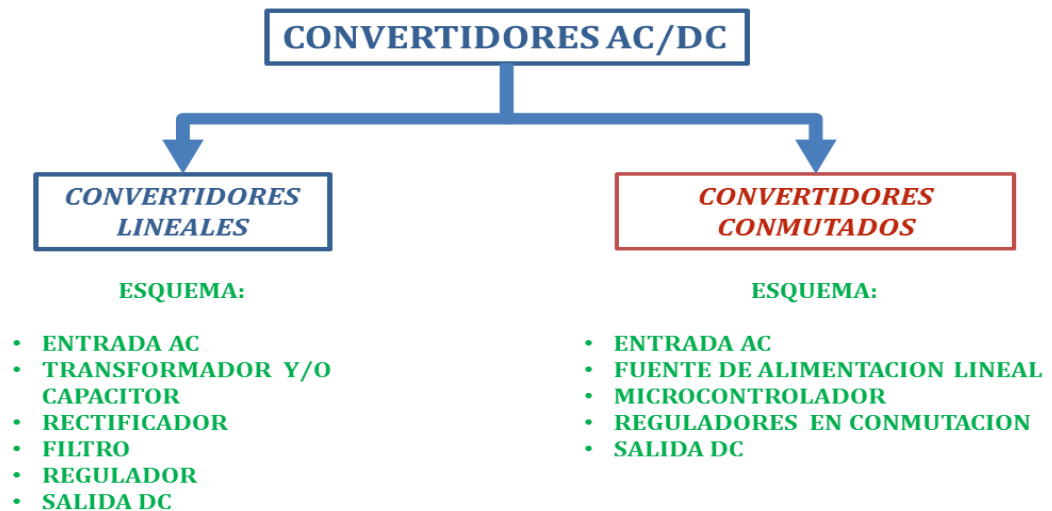 CONVERTIDORES AC/DC
CONVERTIDORES
LINEALES
ESQUEMA:
• ENTRADA AC
• TRANSFORMADOR Y/O
CAPACITOR
• RECTIFICADOR
• FILTRO
• REGULADOR
• SALIDA DC
CONVERTIDORES
CONMUTADOS
ESQUEMA:
• ENTRADA AC
• FUENTE DE ALIMENTACION LINEAL
• MICROCONTROLADOR
• REGULADORES EN CONMUTACION
• SALIDA DC